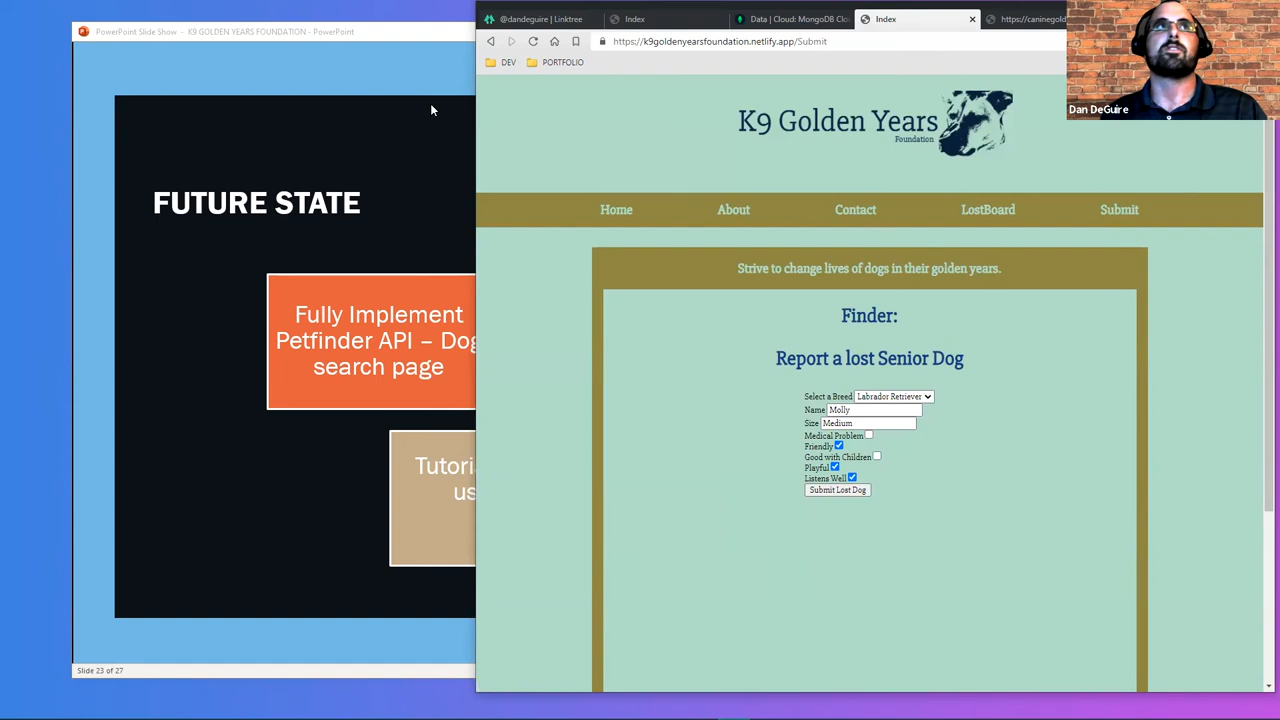 PowerPoint Slide Show - K9 GOLDEN YEARS FOUNDATION - PowerPoint
FUTURE STATE
Fully Implement
Petfinder API – Dog
search page
Tutori
us
Slide 23 of 27
@dandeguire | Linktree
Index
Data | Cloud: MongoDB Clo
Index
https://caninegold
https://k9goldenyearsfoundation.netlify.app/Submit
DEV
PORTFOLIO
K9 Golden Years
Foundation
Home About Contact LostBoard Submit
Strive to change lives of dogs in their golden years.
Finder:
Report a lost Senior Dog
Select a Breed Labrador Retriever
Name Molly
Size Medium
Medical Problem
Friendly
Good with Children
Playful
Listens Well
Submit Lost Dog
Dan DeGuire